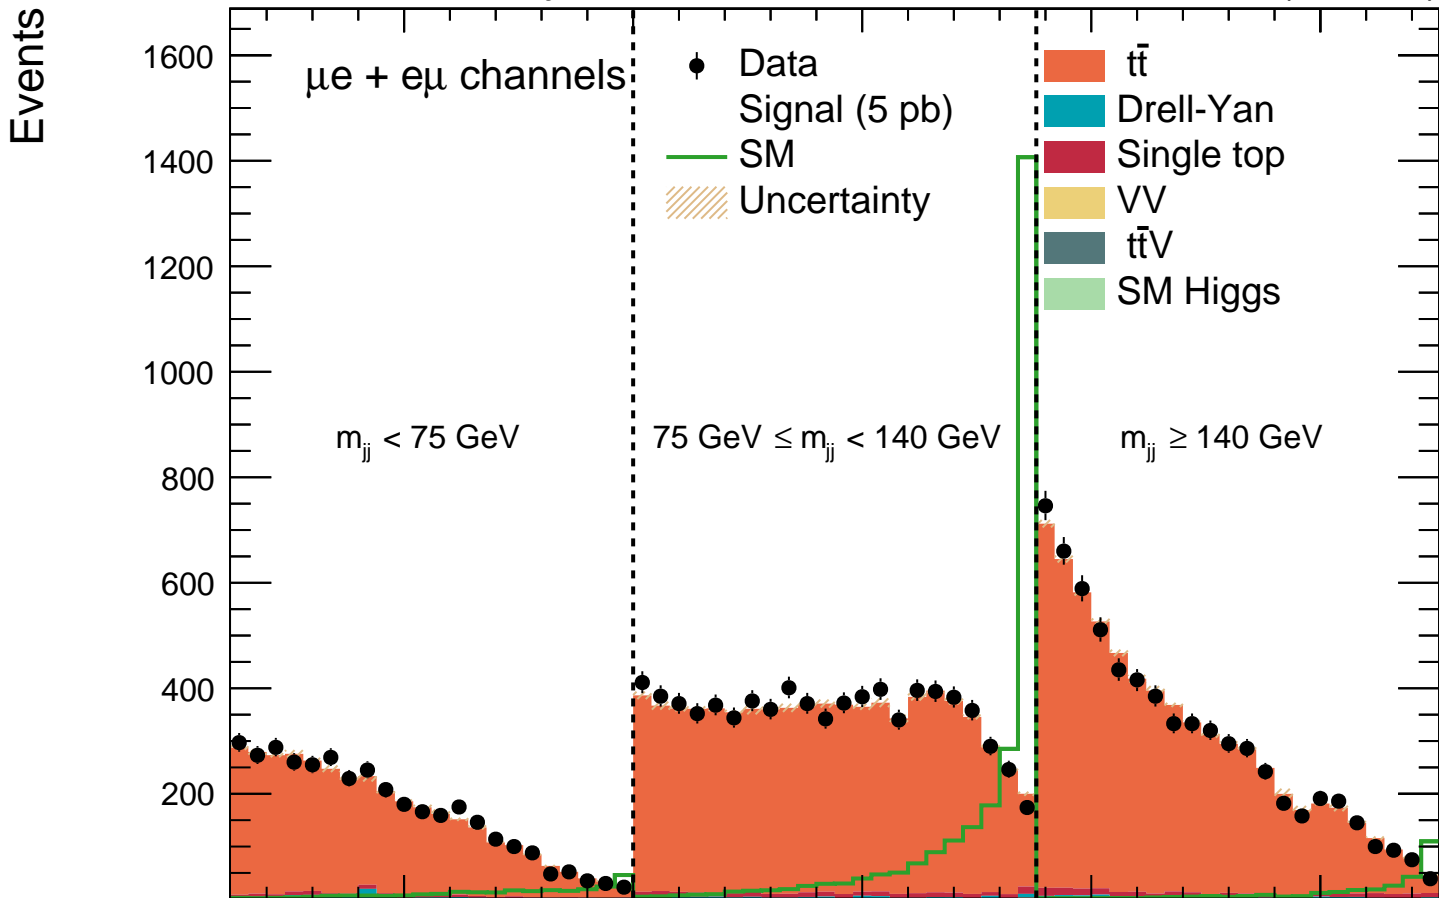 Events
1600
1400
1200
1000
800
600
400
200
μe + eμ channels
Data
Signal (5 pb)
SM
Uncertainty
tt̄
Drell-Yan
Single top
VV
tt̄V
SM Higgs
m_jj < 75 GeV
75 GeV ≤ m_jj < 140 GeV
m_jj ≥ 140 GeV